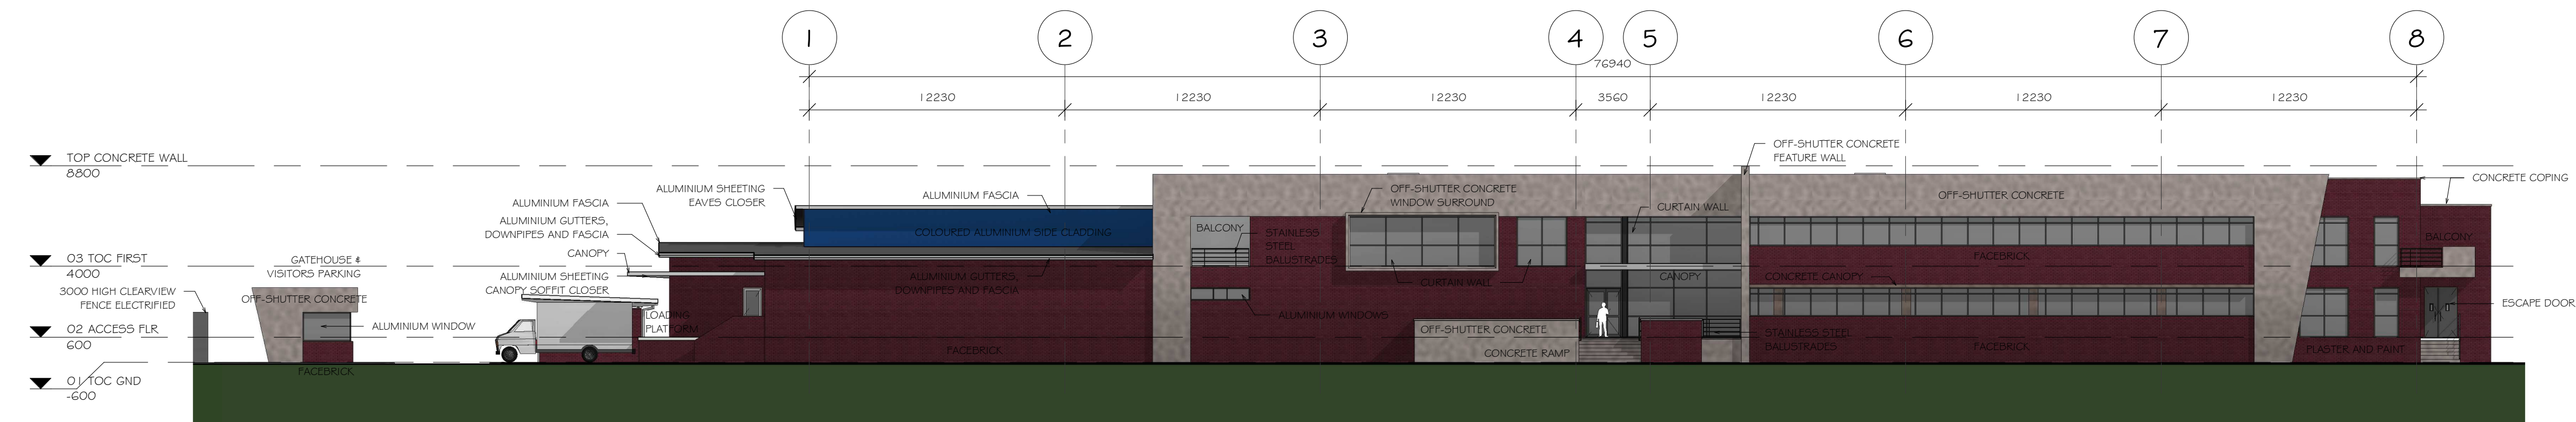 1 2 3 4 5 6 7 8
76940
12230 12230 12230 3560 12230 12230 12230
TOP CONCRETE WALL
8800
03 TOC FIRST
4000
3000 HIGH CLEARVIEW
FENCE ELECTRIFIED
02 ACCESS FLR
600
01 TOC GND
-600
GATEHOUSE &
VISITORS PARKING
OFF-SHUTTER CONCRETE
ALUMINIUM WINDOW
FACEBRICK
ALUMINIUM SHEETING
EAVES CLOSER
ALUMINIUM FASCIA
ALUMINIUM GUTTERS,
DOWNPIPES AND FASCIA
CANOPY
ALUMINIUM SHEETING
CANOPY SOFFIT CLOSER
LOADING
PLATFORM
ALUMINIUM FASCIA
COLOURED ALUMINIUM SIDE CLADDING
ALUMINIUM GUTTERS,
DOWNPIPES AND FASCIA
FACEBRICK
BALCONY
STAINLESS
STEEL
BALUSTRADES
ALUMINIUM WINDOWS
OFF-SHUTTER CONCRETE
WINDOW SURROUND
CURTAIN WALL
OFF-SHUTTER CONCRETE
CONCRETE RAMP
CURTAIN WALL
CANOPY
OFF-SHUTTER CONCRETE
FEATURE WALL
STAINLESS STEEL
BALUSTRADES
OFF-SHUTTER CONCRETE
FACEBRICK
CONCRETE CANOPY
FACEBRICK
CONCRETE COPING
BALCONY
ESCAPE DOOR
PLASTER AND PAINT